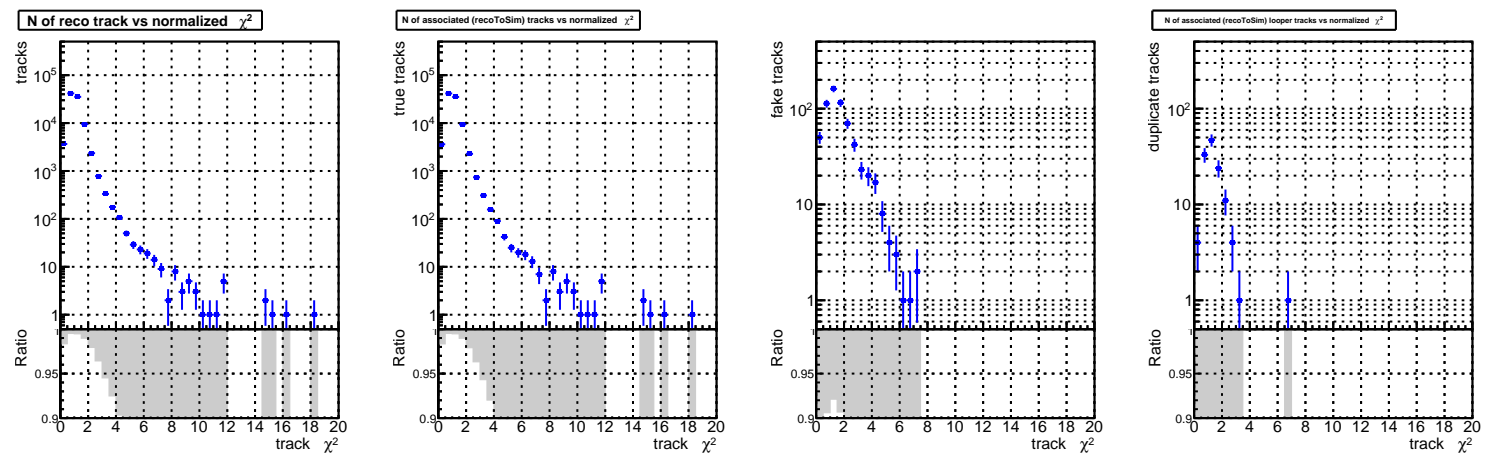 N of reco track vs normalized χ²
tracks
10⁵
10⁴
10³
10²
10
1
Ratio
1
0.95
0.9
0 2 4 6 8 10 12 14 16 18 20
track χ²
N of associated (recoToSim) tracks vs normalized χ²
true tracks
10⁵
10⁴
10³
10²
10
1
Ratio
1
0.95
0.9
0 2 4 6 8 10 12 14 16 18 20
track χ²
fake tracks
10²
10
1
Ratio
1
0.95
0.9
0 2 4 6 8 10 12 14 16 18 20
track χ²
N of associated (recoToSim) looper tracks vs normalized χ²
duplicate tracks
10²
10
1
Ratio
1
0.95
0.9
0 2 4 6 8 10 12 14 16 18 20
track χ²